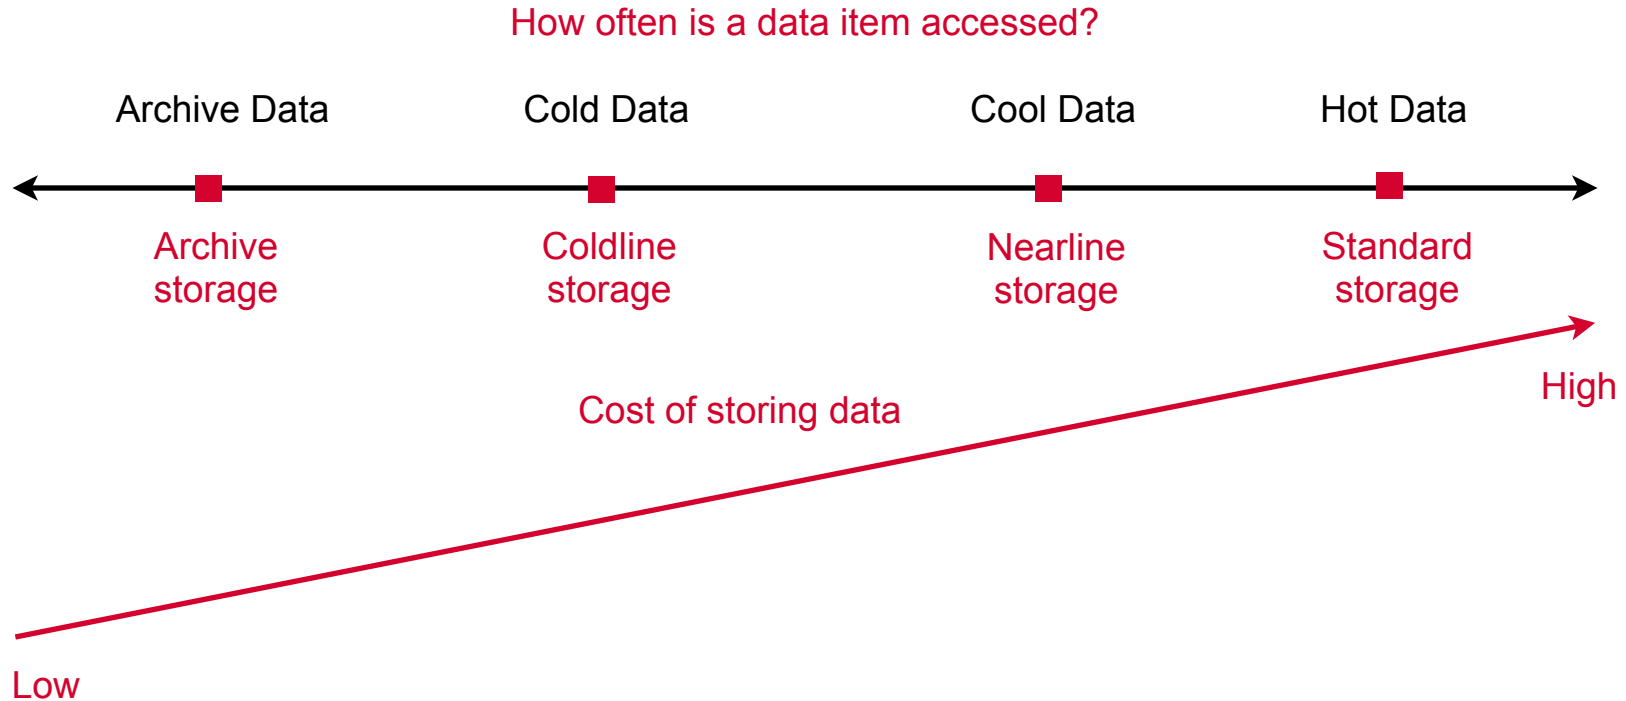 How often is a data item accessed?
Archive Data
Cold Data
Cool Data
Hot Data
Archive
storage
Coldline
storage
Nearline
storage
Standard
storage
Cost of storing data
High
Low